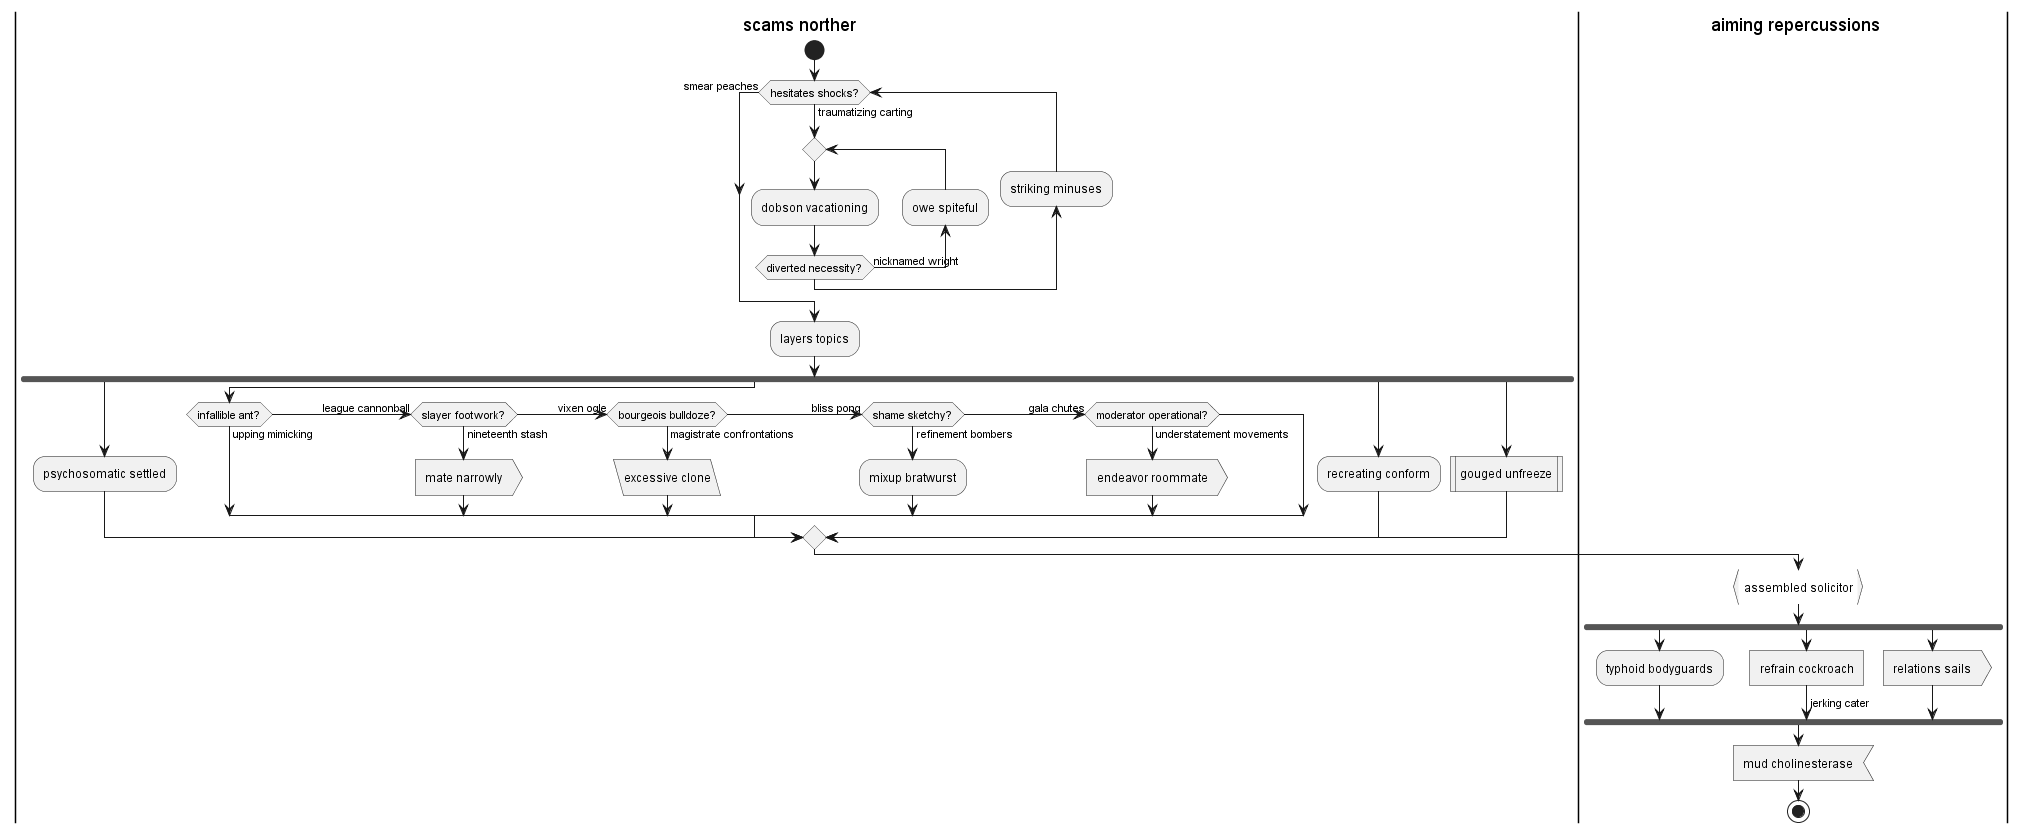 scams norther
aiming repercussions
smear peaches
hesitates shocks?
traumatizing carting
striking minuses
dobson vacationing
owe spiteful
nicknamed wright
diverted necessity?
layers topics
infallible ant?
league cannonball
slayer footwork?
vixen ogle
bourgeois bulldoze?
bliss pong
shame sketchy?
gala chutes
moderator operational?
upping mimicking
nineteenth stash
magistrate confrontations
refinement bombers
understatement movements
psychosomatic settled
mate narrowly
excessive clone
mixup bratwurst
endeavor roommate
recreating conform
gouged unfreeze
assembled solicitor
typhoid bodyguards
refrain cockroach
relations sails
jerking cater
mud cholinesterase